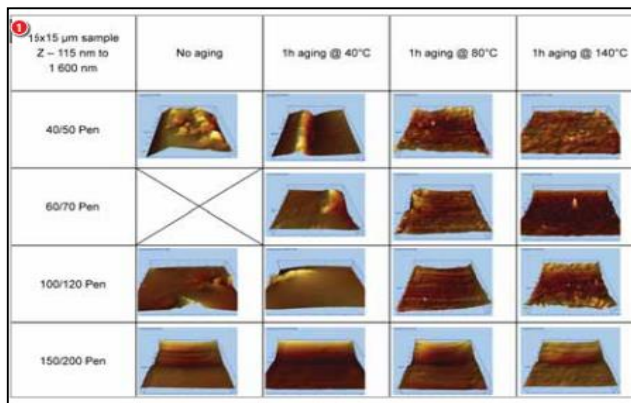 1
15x15 µm sample
Z – 115 nm to
1 600 nm
No aging
1h aging @ 40°C
1h aging @ 80°C
1h aging @ 140°C
40/50 Pen
60/70 Pen
100/120 Pen
150/200 Pen